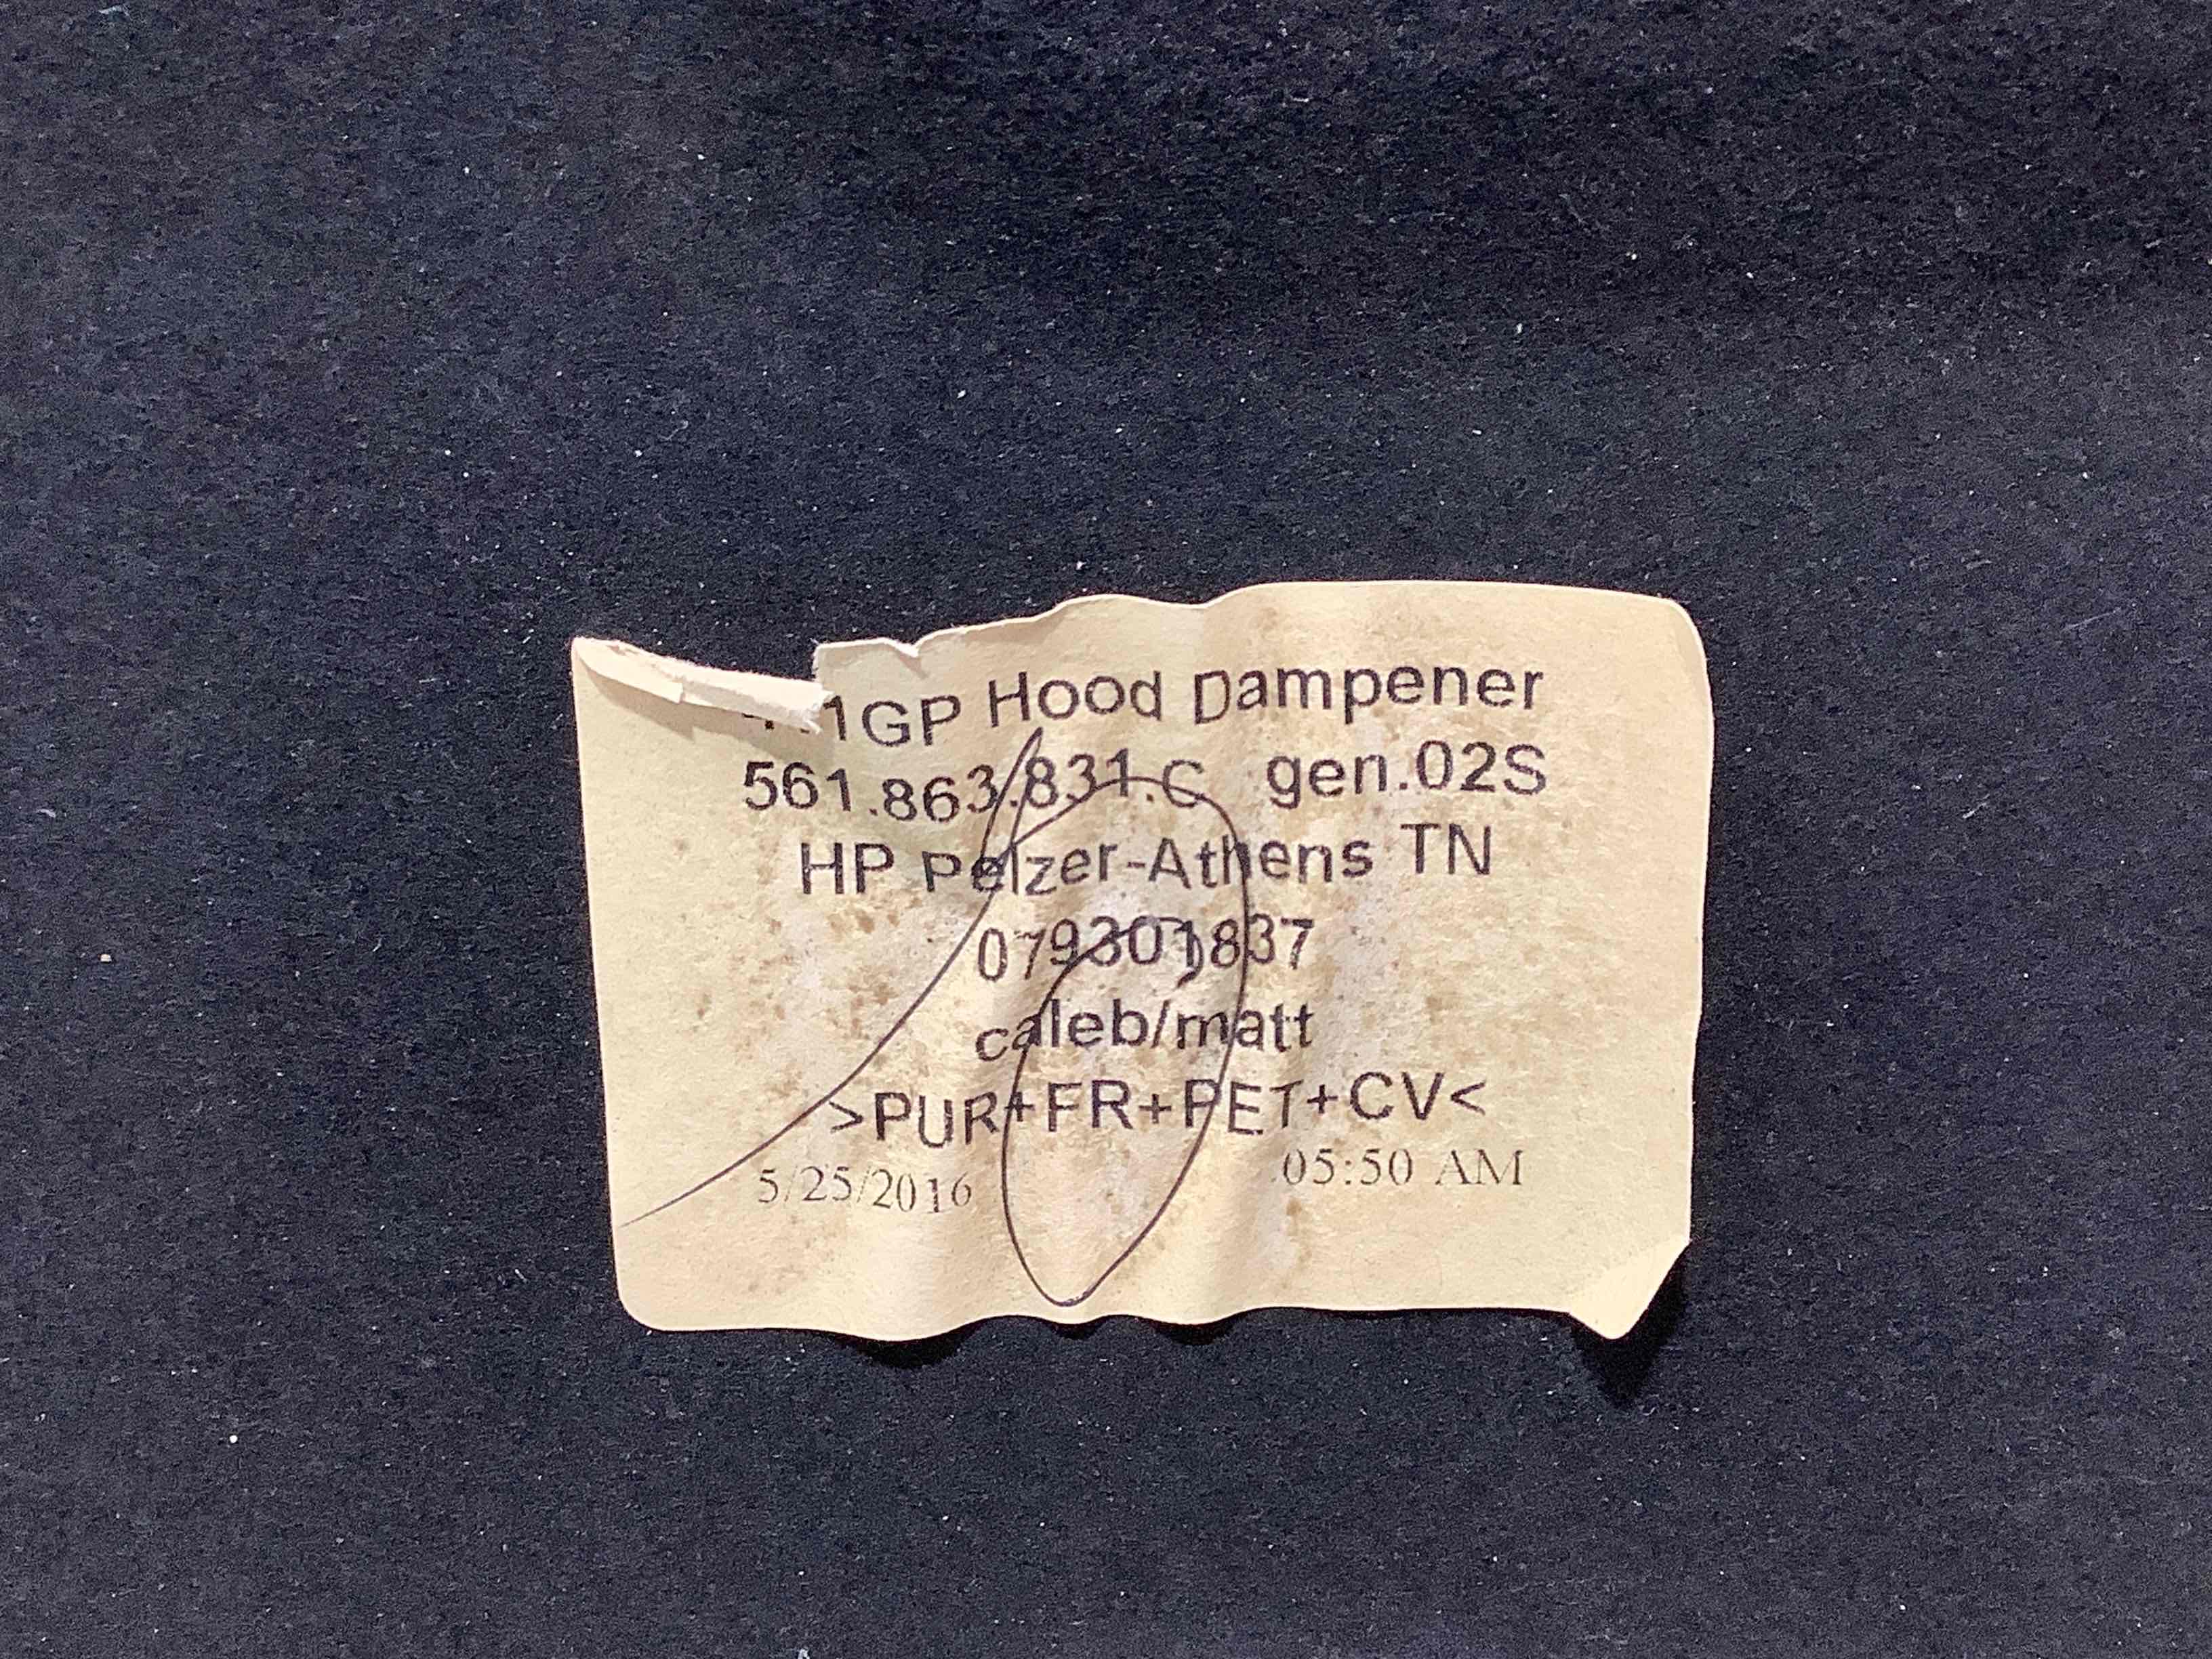 1GP Hood Dampener
561.863.831.C gen.02S
HP Pelzer-Athens TN
079301837
caleb/matt
>PUR+FR+PET+CV<
5/25/2016 05:50 AM